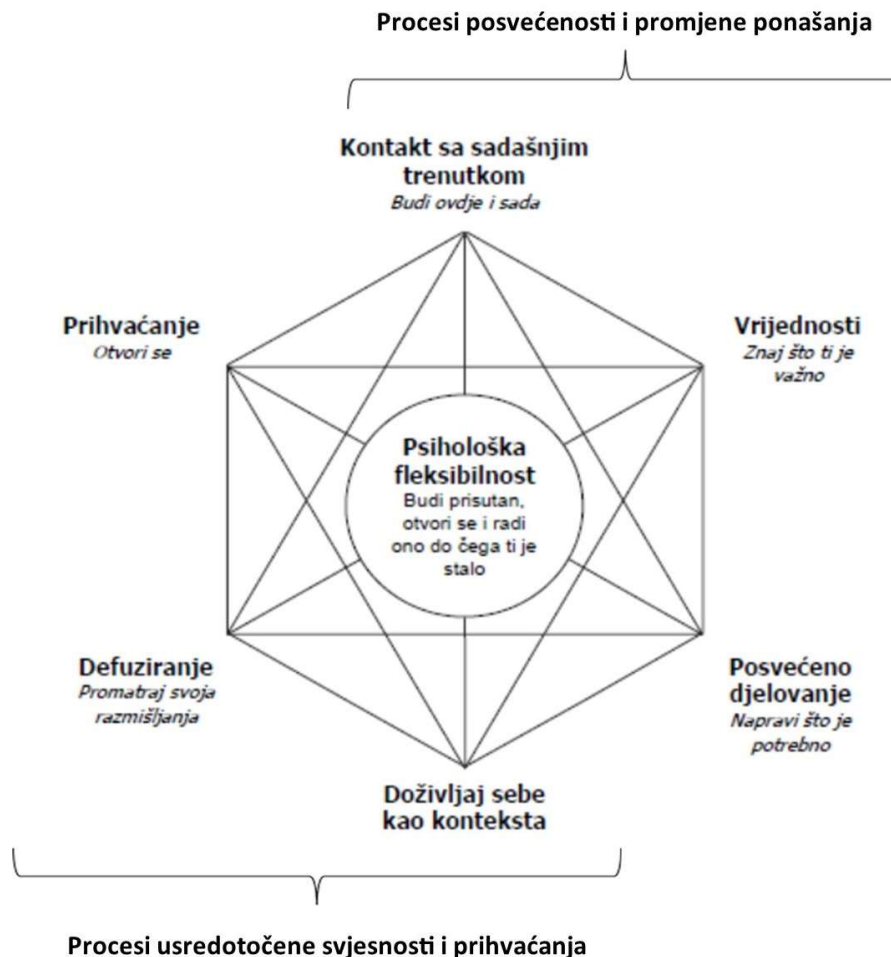 Procesi posvećenosti i promjene ponašanja
Kontakt sa sadašnjim
trenutkom
Budi ovdje i sada
Prihvaćanje
Otvori se
Vrijednosti
Znaj što ti je
važno
Psihološka
fleksibilnost
Budi prisutan,
otvori se i radi
ono do čega ti je
stalo
Defuziranje
Promatraj svoja
razmišljanja
Posvećeno
djelovanje
Napravi što je
potrebno
Doživljaj sebe
kao konteksta
Procesi usredotočene svjesnosti i prihvaćanja